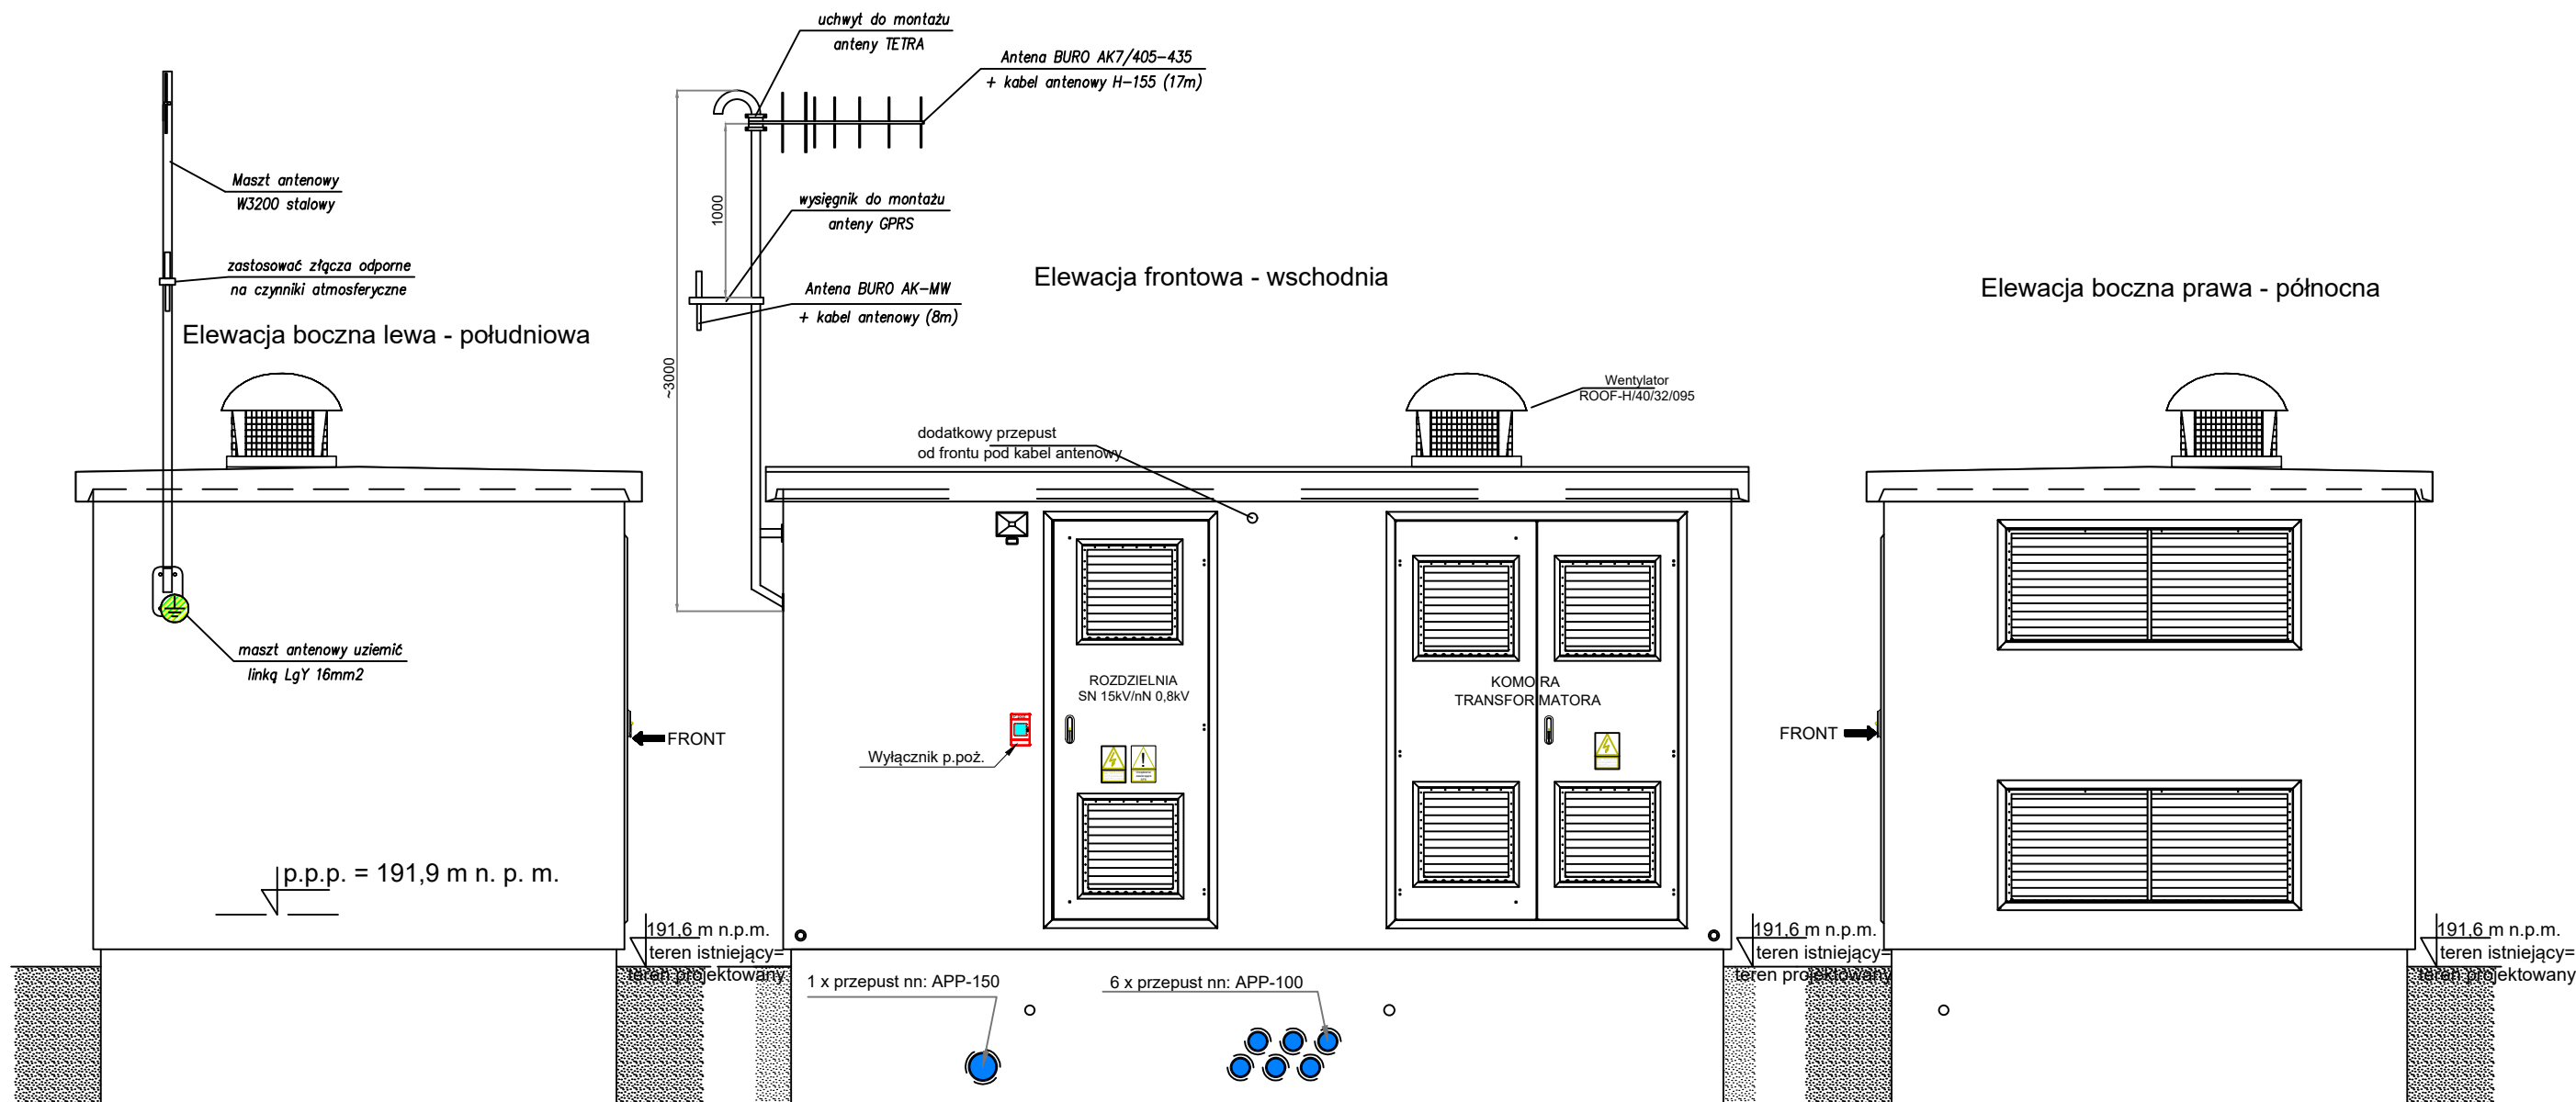 uchwyt do montażu
anteny TETRA
Antena BURO AK7/405-435
+ kabel antenowy H-155 (17m)
Maszt antenowy
W3200 stalowy
1000
wysięgnik do montażu
anteny GPRS
zastosować złącza odporne
na czynniki atmosferyczne
Antena BURO AK-MW
+ kabel antenowy (8m)
Elewacja frontowa - wschodnia
Elewacja boczna prawa - północna
Elewacja boczna lewa - południowa
~3000
Wentylator
ROOF-H/40/32/095
dodatkowy przepust
od frontu pod kabel antenowy
maszt antenowy uziemić
linką LgY 16mm2
ROZDZIELNIA
SN 15kV/nN 0,8kV
KOMORA
TRANSFORMATORA
FRONT
Wyłącznik p.poż.
FRONT
p.p.p. = 191,9 m n. p. m.
191,6 m n.p.m.
teren istniejący=
teren projektowany
191,6 m n.p.m.
teren istniejący=
teren projektowany
191,6 m n.p.m.
teren istniejący=
teren projektowany
1 x przepust nn: APP-150
6 x przepust nn: APP-100